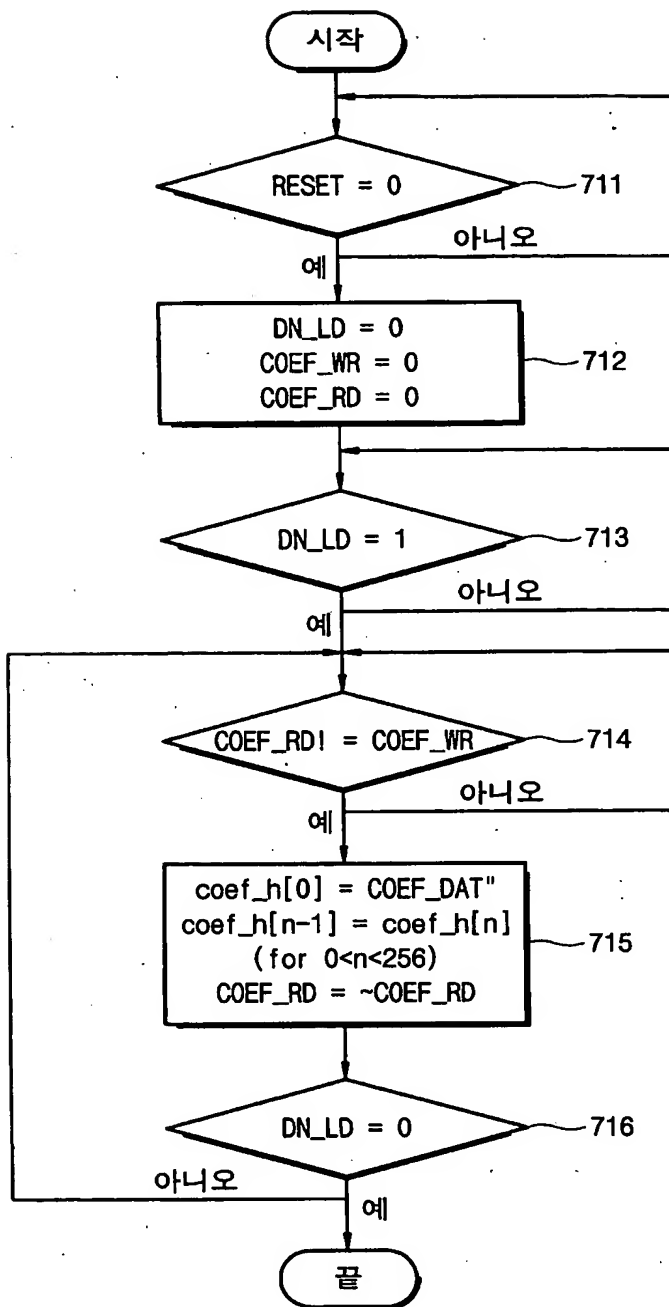 시작
RESET = 0
711
아니오
예
DN_LD = 0
COEF_WR = 0
COEF_RD = 0
712
DN_LD = 1
713
아니오
예
COEF_RD! = COEF_WR
714
아니오
예
coef_h[0] = COEF_DAT"
coef_h[n-1] = coef_h[n]
(for 0<n<256)
COEF_RD = ~COEF_RD
715
DN_LD = 0
716
아니오
예
끝